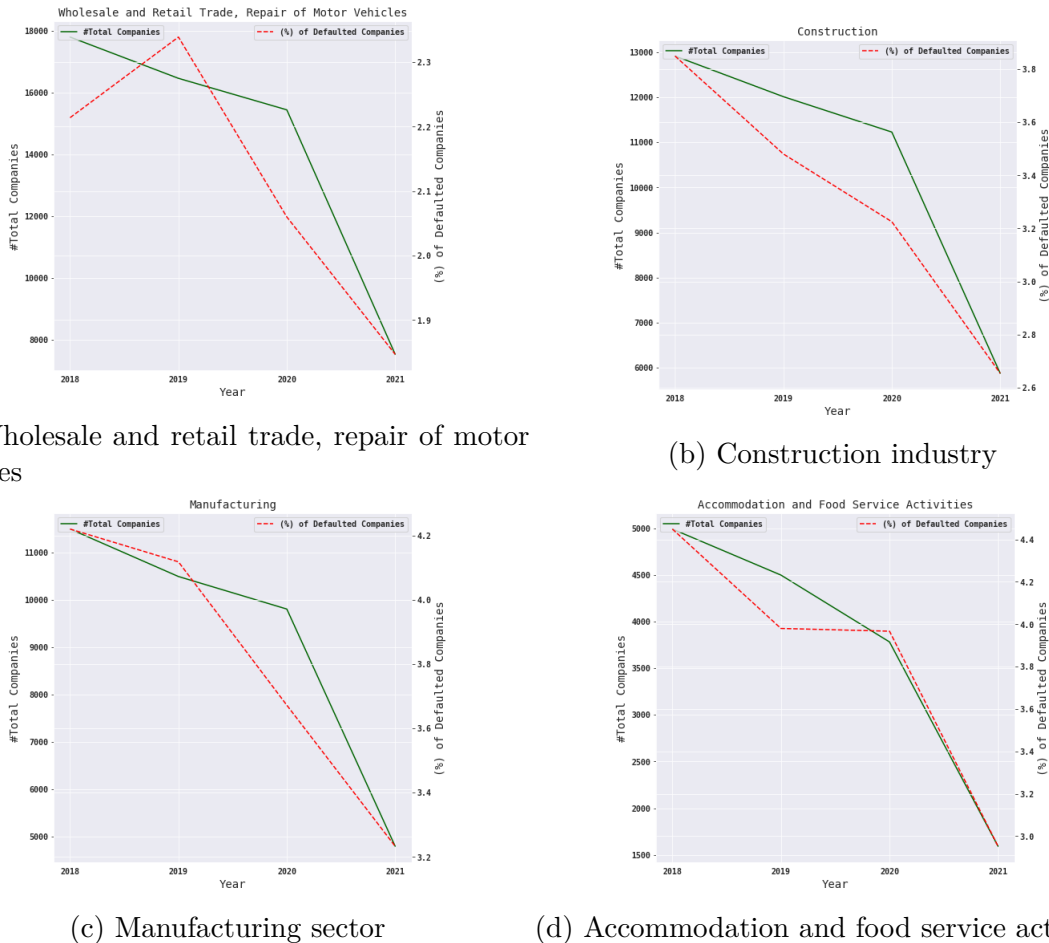 Wholesale and Retail Trade, Repair of Motor Vehicles
#Total Companies
(%) of Defaulted Companies
18000
16000
14000
12000
10000
8000
2.3
2.2
2.1
2.0
1.9
#Total Companies
(%) of Defaulted Companies
2018 2019 2020 2021
Year
holesale and retail trade, repair of motor
es
Construction
#Total Companies
(%) of Defaulted Companies
13000
12000
11000
10000
9000
8000
7000
6000
3.8
3.6
3.4
3.2
3.0
2.8
2.6
#Total Companies
(%) of Defaulted Companies
2018 2019 2020 2021
Year
(b) Construction industry
Manufacturing
#Total Companies
(%) of Defaulted Companies
11000
10000
9000
8000
7000
6000
5000
4.2
4.0
3.8
3.6
3.4
3.2
#Total Companies
(%) of Defaulted Companies
2018 2019 2020 2021
Year
(c) Manufacturing sector
Accommodation and Food Service Activities
#Total Companies
(%) of Defaulted Companies
5000
4500
4000
3500
3000
2500
2000
1500
4.4
4.2
4.0
3.8
3.6
3.4
3.2
3.0
#Total Companies
(%) of Defaulted Companies
2018 2019 2020 2021
Year
(d) Accommodation and food service act